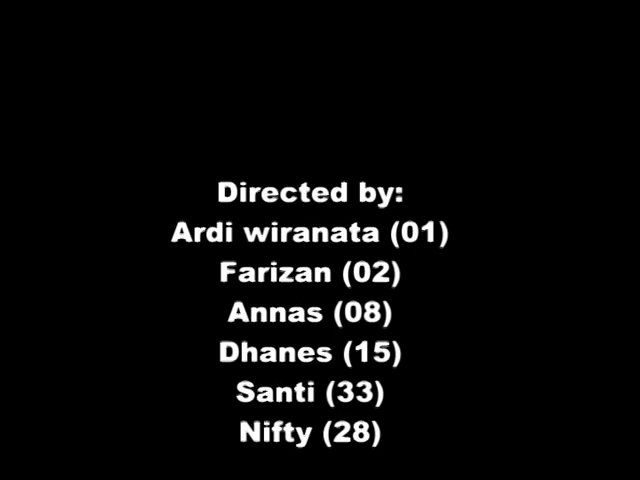 Directed by:
Ardi wiranata (01)
Farizan (02)
Annas (08)
Dhanes (15)
Santi (33)
Nifty (28)